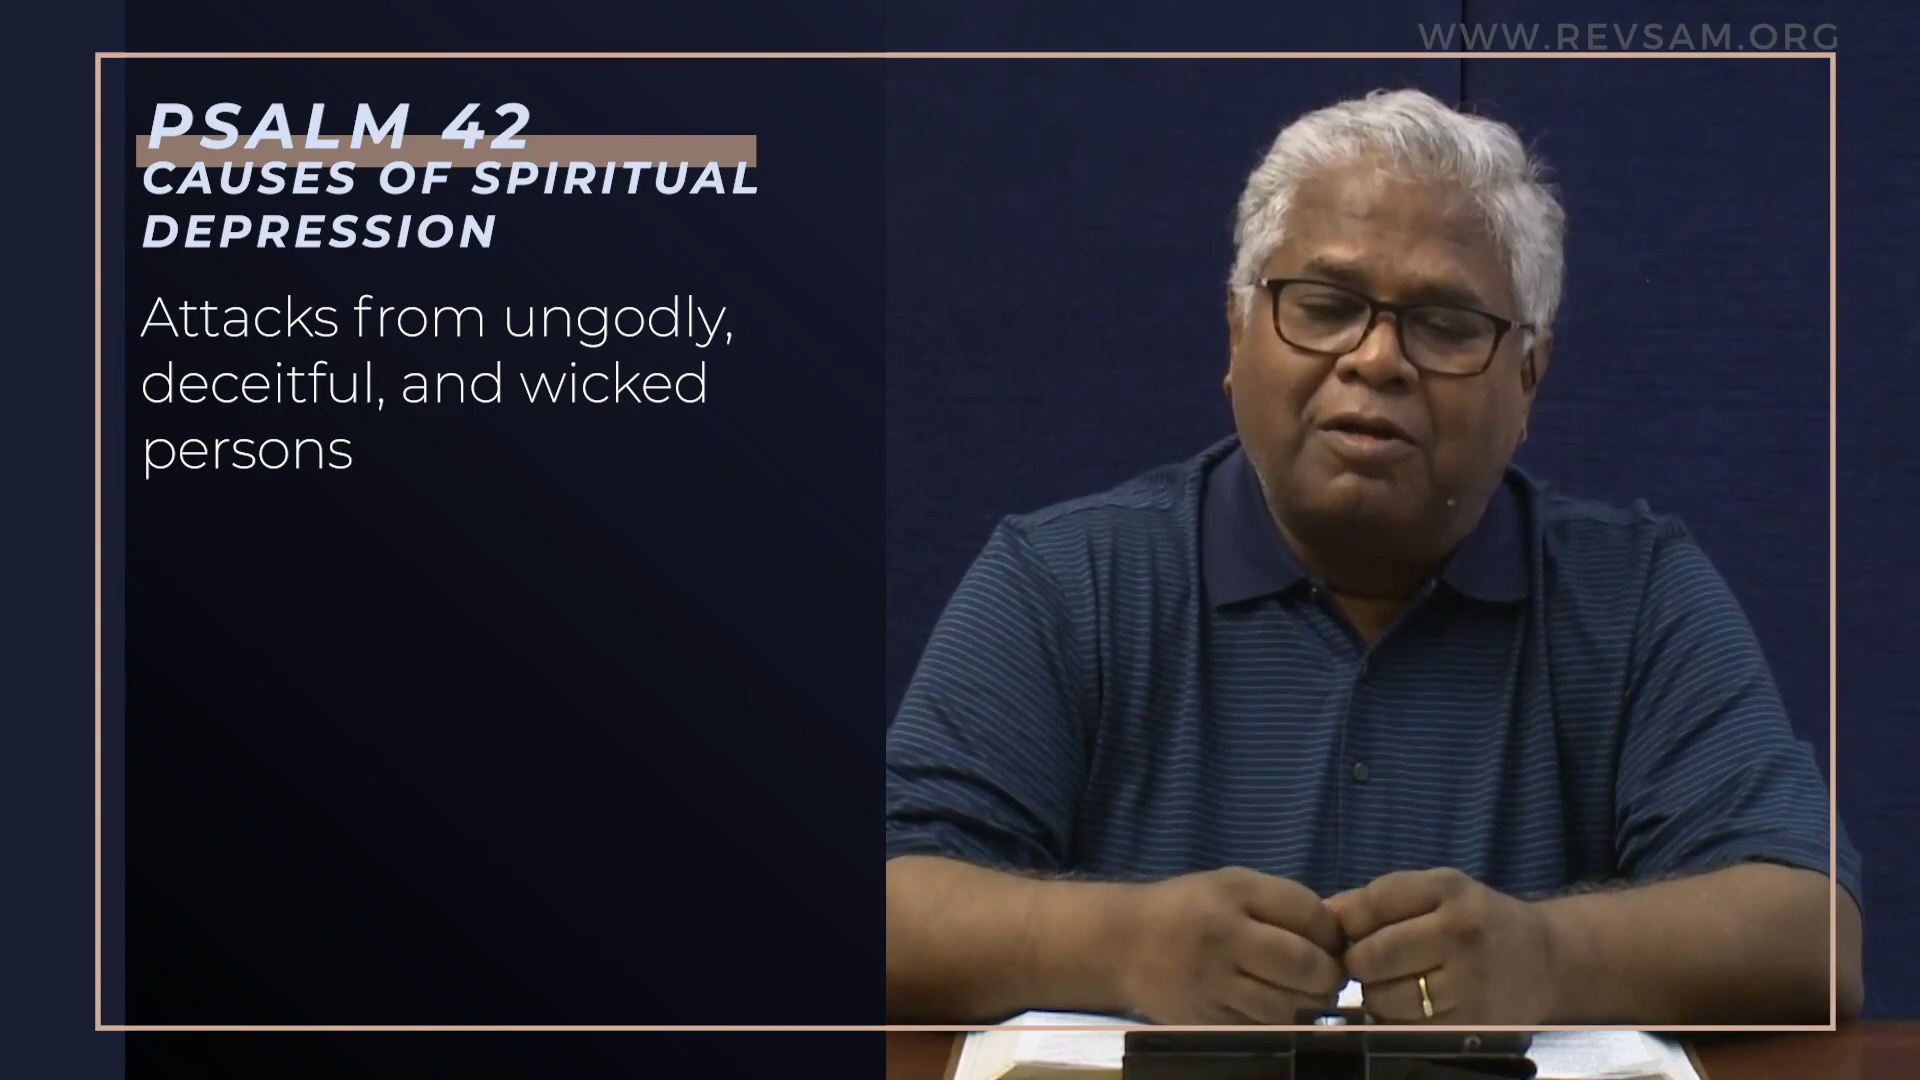 WWW.REVSAM.ORG
PSALM 42
CAUSES OF SPIRITUAL
DEPRESSION
Attacks from ungodly,
deceitful, and wicked
persons